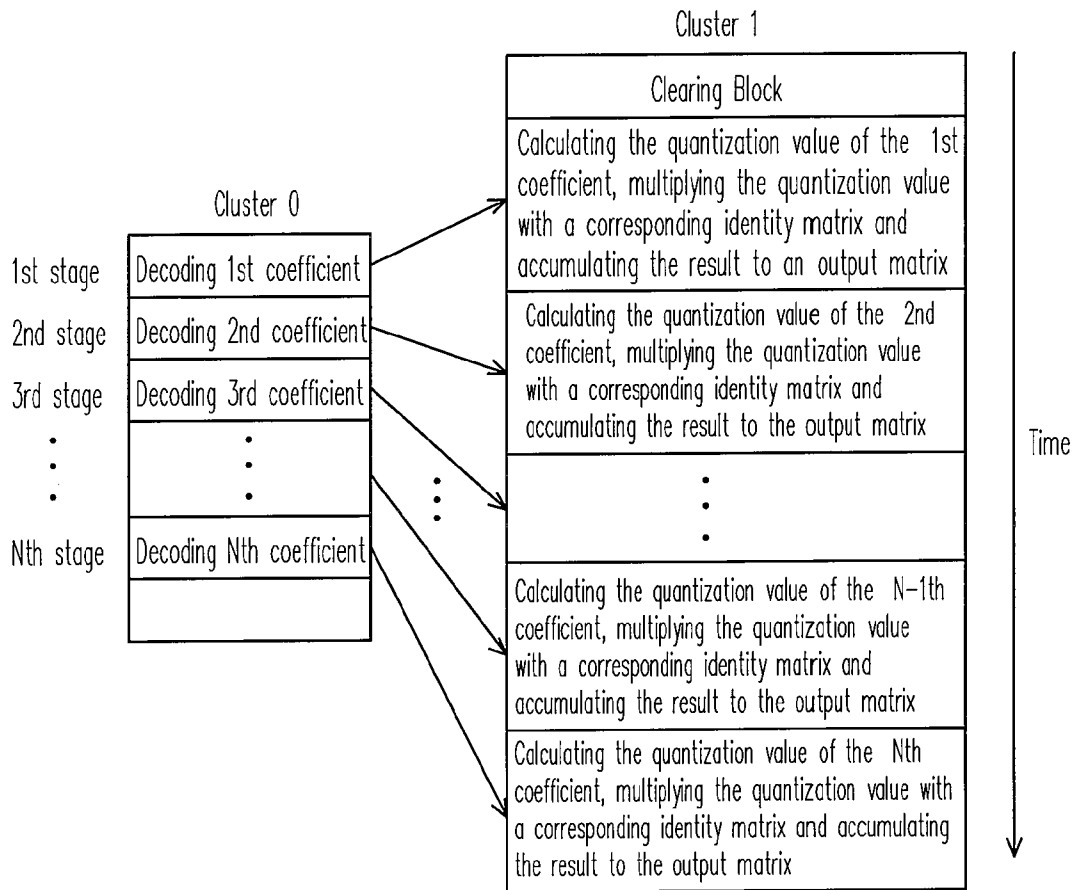 Cluster 1
Clearing Block
Calculating the quantization value of the 1st
coefficient, multiplying the quantization value
with a corresponding identity matrix and
accumulating the result to an output matrix
Cluster 0
1st stage
Decoding 1st coefficient
2nd stage
Decoding 2nd coefficient
3rd stage
Decoding 3rd coefficient
Nth stage
Decoding Nth coefficient
Calculating the quantization value of the 2nd
coefficient, multiplying the quantization value
with a corresponding identity matrix and
accumulating the result to the output matrix
Calculating the quantization value of the N-1th
coefficient, multiplying the quantization value
with a corresponding identity matrix and
accumulating the result to the output matrix
Calculating the quantization value of the Nth
coefficient, multiplying the quantization value with
a corresponding identity matrix and accumulating
the result to the output matrix
Time